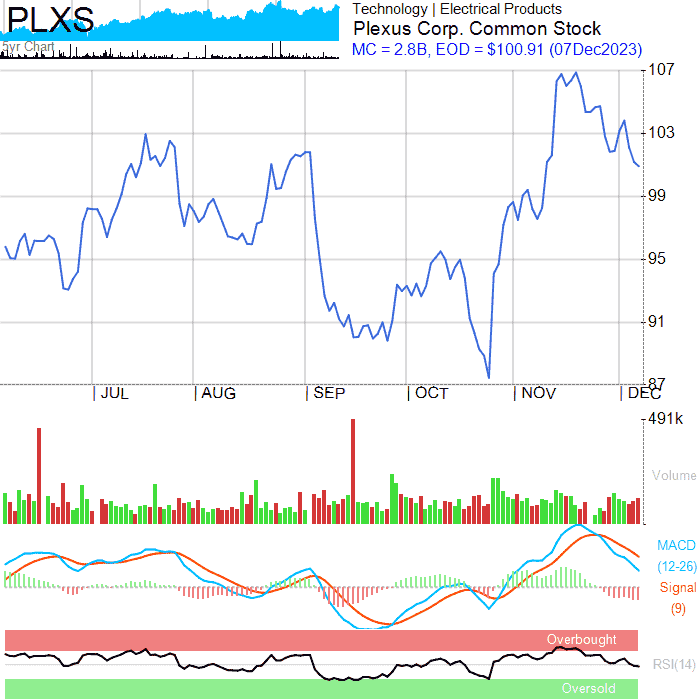 PLXS
5yr Chart
Technology | Electrical Products
Plexus Corp. Common Stock
MC = 2.8B, EOD = $100.91 (07Dec2023)
107
103
99
95
91
87
JUL
AUG
SEP
OCT
NOV
DEC
491k
Volume
MACD
(12-26)
Signal
(9)
Overbought
RSI(14)
Oversold